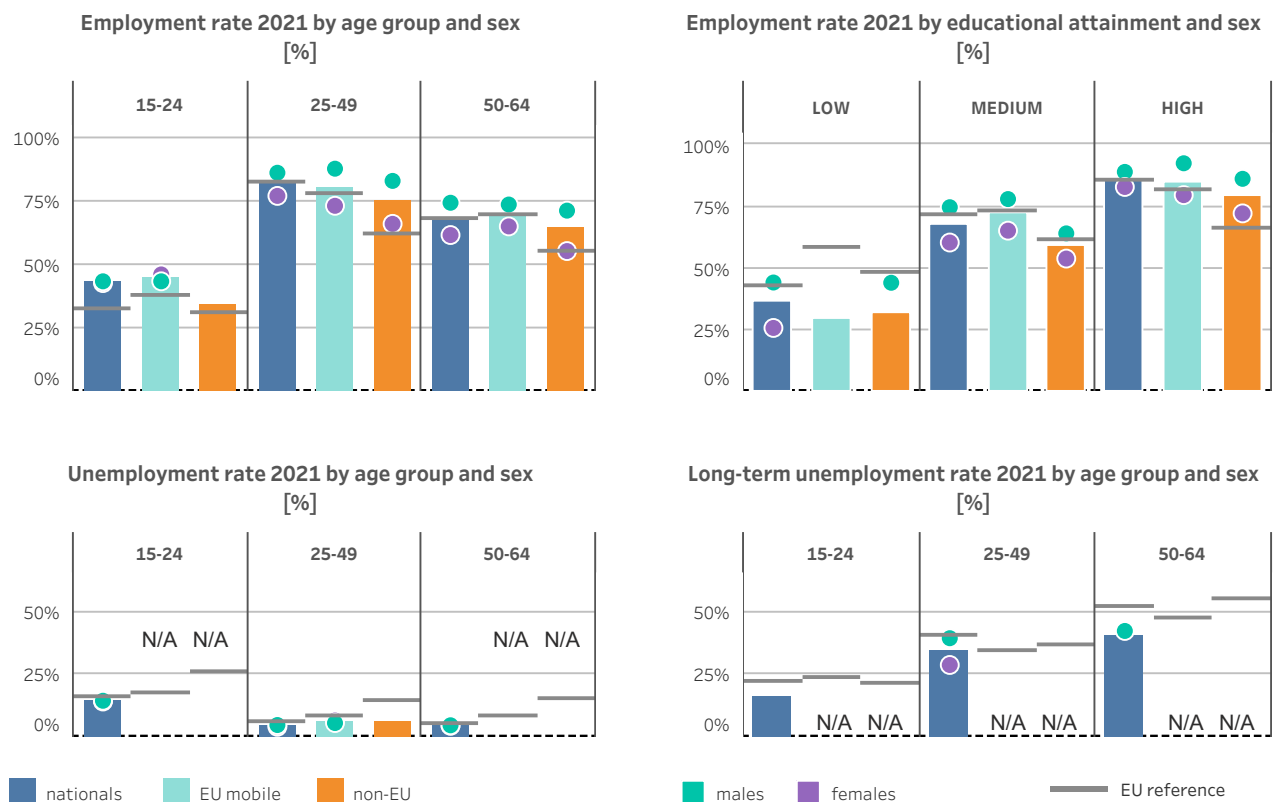 Employment rate 2021 by age group and sex
[%]
15-24
25-49
50-64
100%
75%
50%
25%
0%
Employment rate 2021 by educational attainment and sex
[%]
LOW
MEDIUM
HIGH
100%
75%
50%
25%
0%
Unemployment rate 2021 by age group and sex
[%]
15-24
25-49
50-64
50%
N/A N/A
N/A N/A
25%
0%
Long-term unemployment rate 2021 by age group and sex
[%]
15-24
25-49
50-64
50%
25%
0%
N/A N/A
N/A N/A
N/A N/A
nationals
EU mobile
non-EU
males
females
EU reference